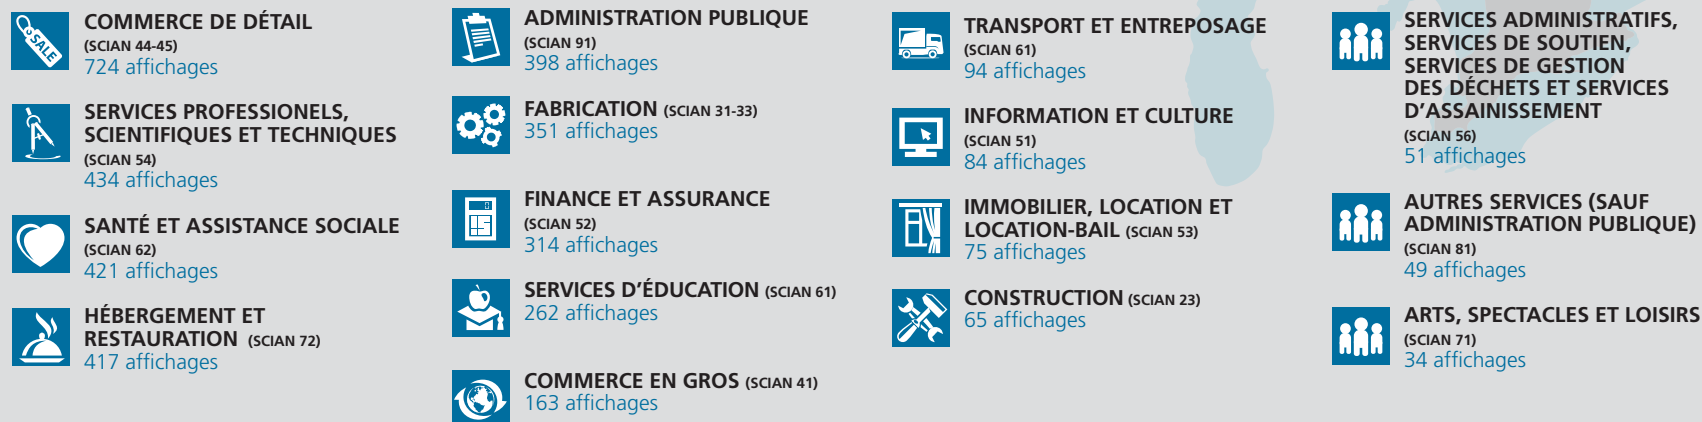 COMMERCE DE DÉTAIL
(SCIAN 44-45)
724 affichages
SERVICES PROFESSIONELS,
SCIENTIFIQUES ET TECHNIQUES
(SCIAN 54)
434 affichages
SANTÉ ET ASSISTANCE SOCIALE
(SCIAN 62)
421 affichages
HÉBERGEMENT ET
RESTAURATION (SCIAN 72)
417 affichages
ADMINISTRATION PUBLIQUE
(SCIAN 91)
398 affichages
FABRICATION (SCIAN 31-33)
351 affichages
FINANCE ET ASSURANCE
(SCIAN 52)
314 affichages
SERVICES D’ÉDUCATION (SCIAN 61)
262 affichages
COMMERCE EN GROS (SCIAN 41)
163 affichages
TRANSPORT ET ENTREPOSAGE
(SCIAN 61)
94 affichages
INFORMATION ET CULTURE
(SCIAN 51)
84 affichages
IMMOBILIER, LOCATION ET
LOCATION-BAIL (SCIAN 53)
75 affichages
CONSTRUCTION (SCIAN 23)
65 affichages
SERVICES ADMINISTRATIFS,
SERVICES DE SOUTIEN,
SERVICES DE GESTION
DES DÉCHETS ET SERVICES
D’ASSAINISSEMENT
(SCIAN 56)
51 affichages
AUTRES SERVICES (SAUF
ADMINISTRATION PUBLIQUE)
(SCIAN 81)
49 affichages
ARTS, SPECTACLES ET LOISIRS
(SCIAN 71)
34 affichages
SALE